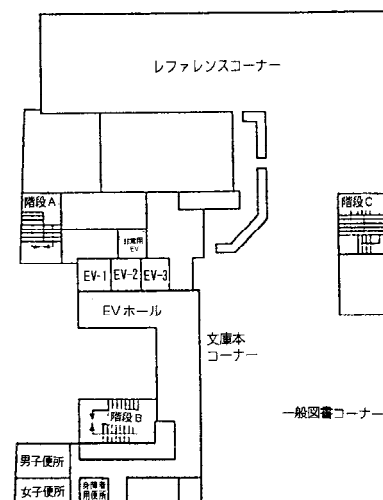 レファレンスコーナー
階段A
階段C
非常用
EV
EV-1
EV-2
EV-3
EVホール
文庫本
コーナー
階段B
一般図書コーナー
男子便所
女子便所
身障者
用便所